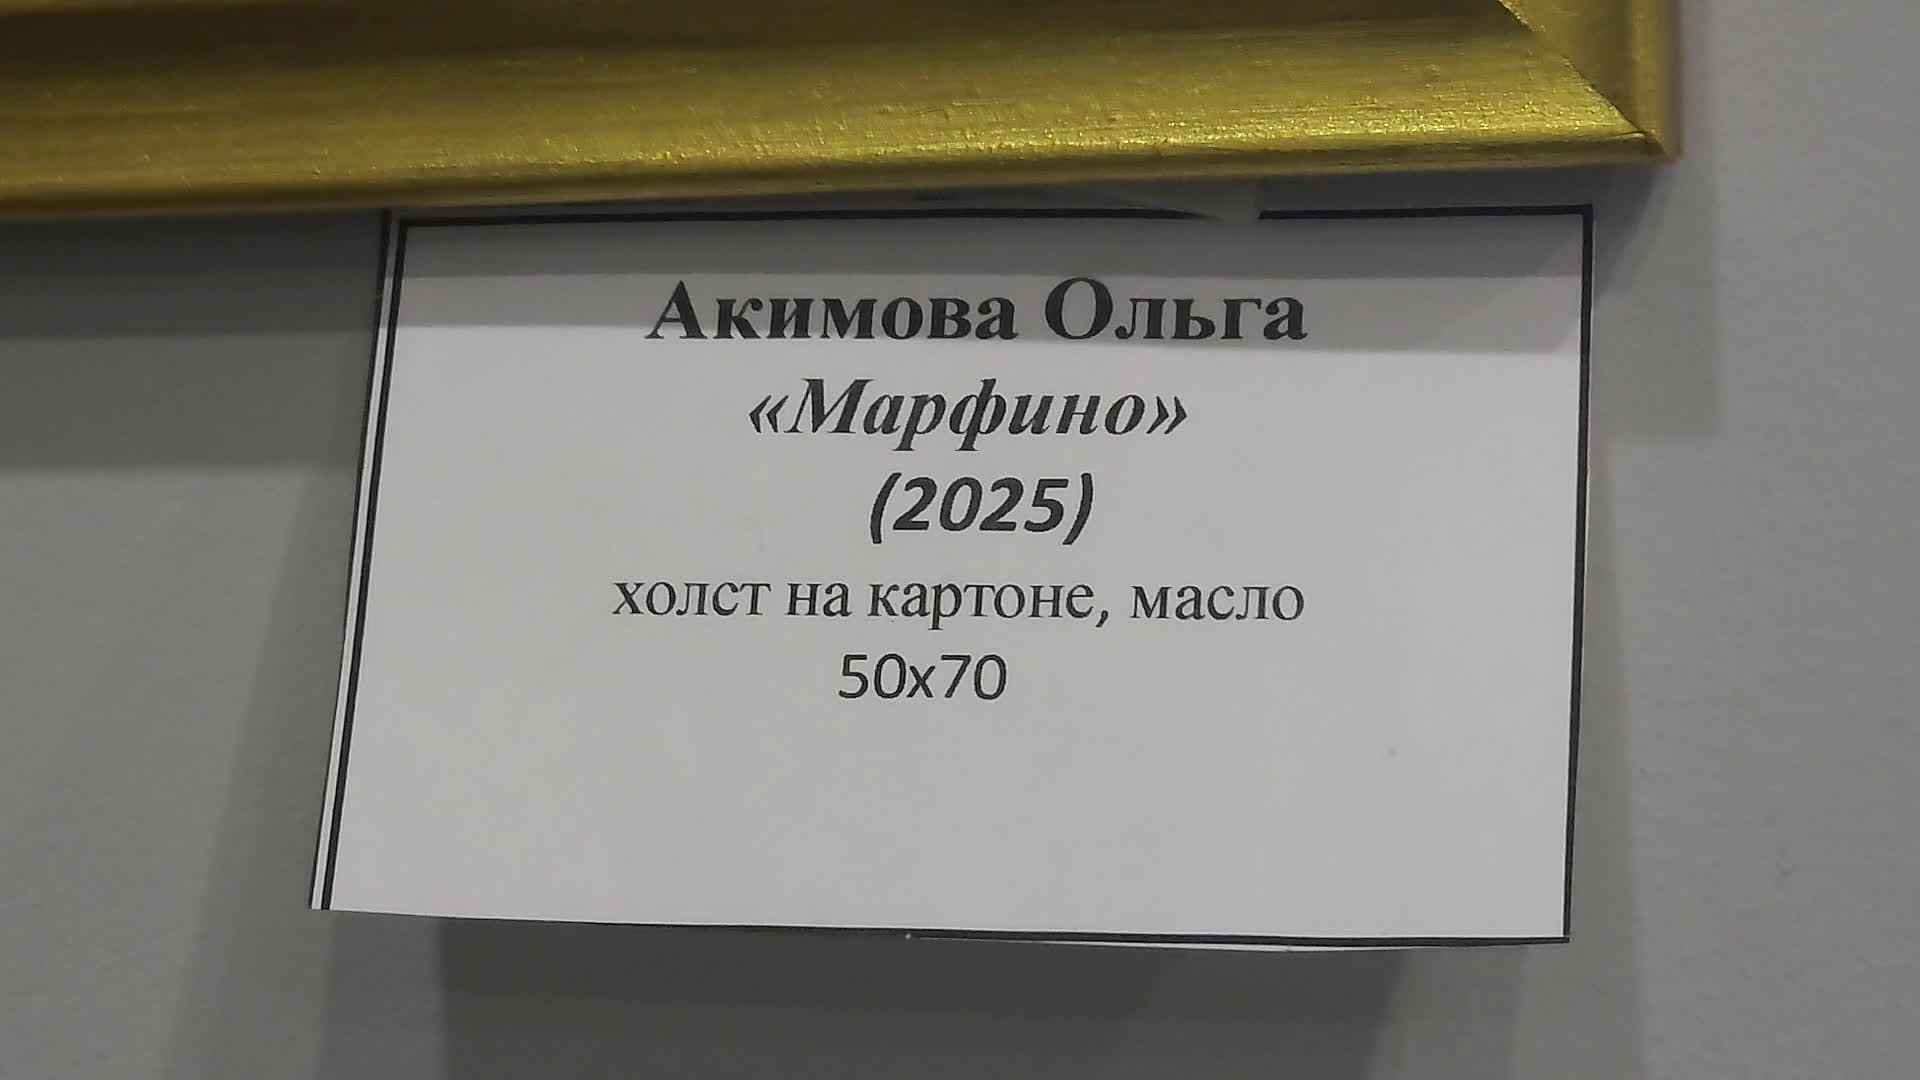 Акимова Ольга
«Марфино»
(2025)
холст на картоне, масло
50х70